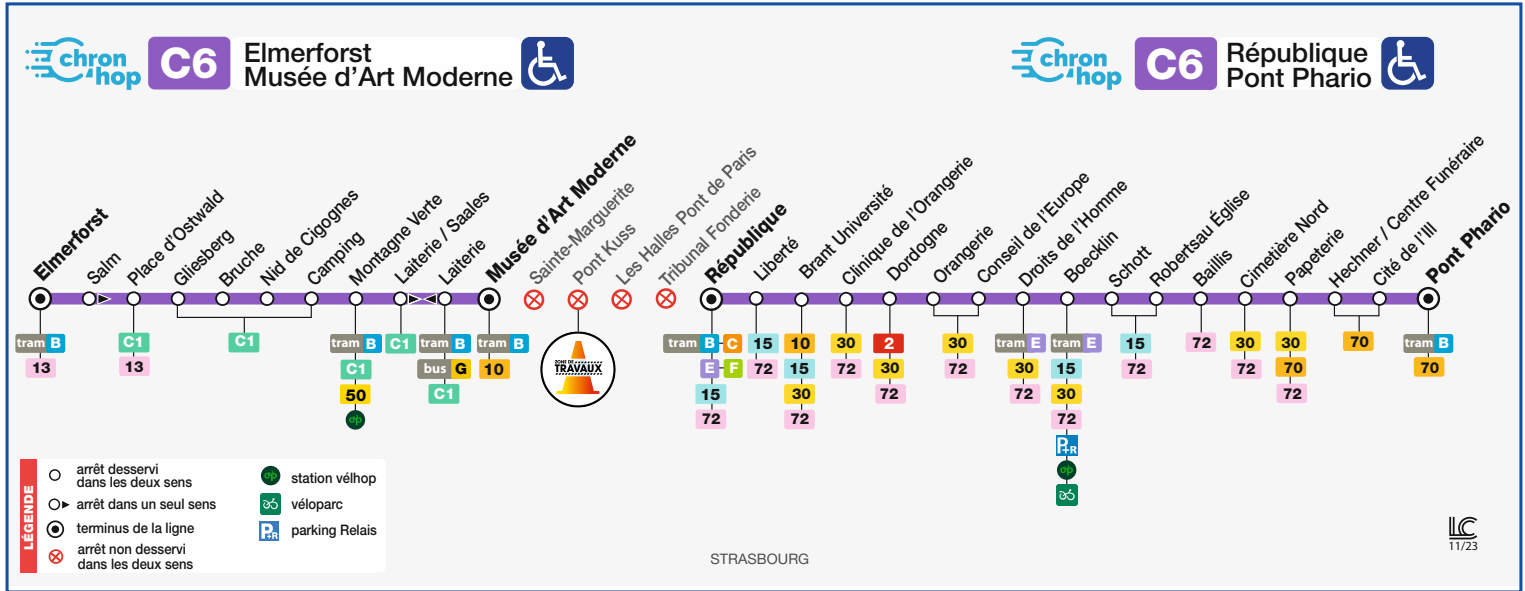 chron hop
C6
Elmerforst
Musée d'Art Moderne
chron hop
C6
République
Pont Phario
Elmerforst
Salm
Place d'Ostwald
Gliesberg
Bruche
Nid de Cigognes
Camping
Montagne Verte
Laiterie / Saales
Laiterie
Musée d'Art Moderne
Sainte-Marguerite
Pont Kuss
Les Halles Pont de Paris
Tribunal Fonderie
République
Liberté
Brant Université
Clinique de l'Orangerie
Dordogne
Orangerie
Conseil de l'Europe
Droits de l'Homme
Boecklin
Schott
Robertsau Église
Baillis
Cimetière Nord
Papeterie
Hechner / Centre Funéraire
Cité de l'Ill
Pont Phario
tram B
13
C1
13
C1
tram B
C1
50
C1
tram B
bus G
C1
tram B
10
ZONE DE
TRAVAUX
tram B C
E F
15
72
15
72
10
15
30
72
30
72
2
30
72
30
72
tram E
30
72
tram E
15
30
72
P+R
15
72
72
30
72
30
70
72
70
tram B
70
LÉGENDE
arrêt desservi
dans les deux sens
arrêt dans un seul sens
terminus de la ligne
arrêt non desservi
dans les deux sens
station vélhop
véloparc
P+R
parking Relais
STRASBOURG
LC
11/23